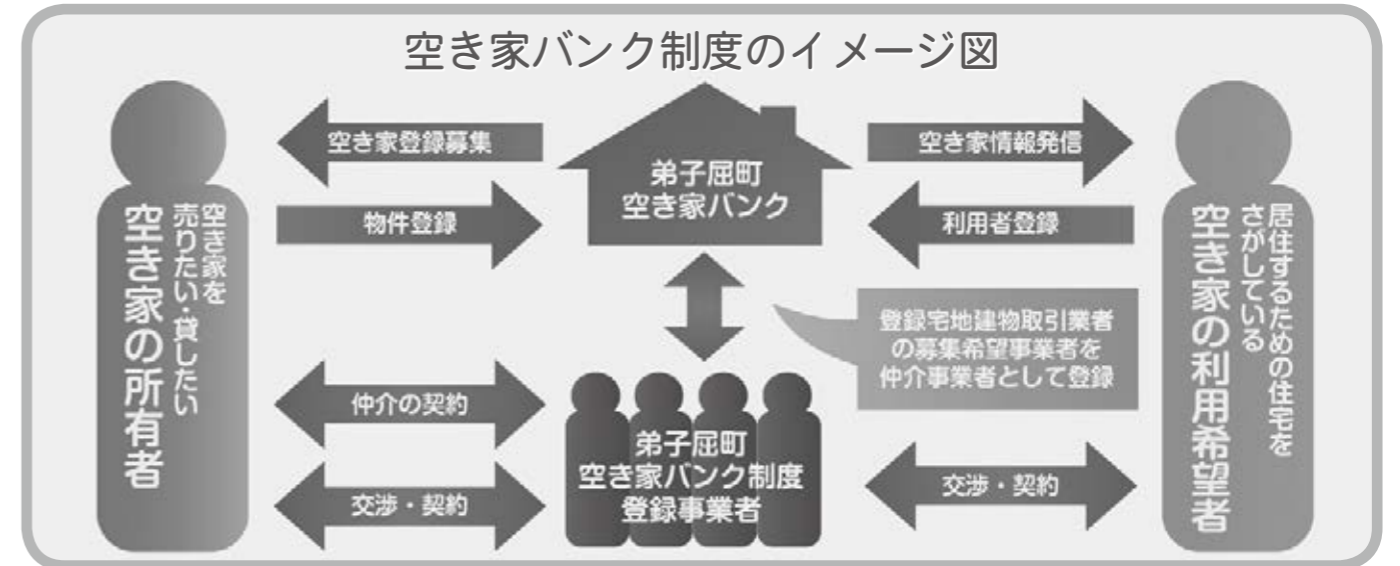 空き家バンク制度のイメージ図
空き家を
売りたい・貸したい
空き家の所有者
空き家登録募集
物件登録
弟子屈町
空き家バンク
空き家情報発信
利用者登録
居住するための住宅を
さがしている
空き家の利用希望者
登録宅地建物取引業者
の募集希望事業者を
仲介事業者として登録
仲介の契約
交渉・契約
弟子屈町
空き家バンク制度
登録事業者
交渉・契約